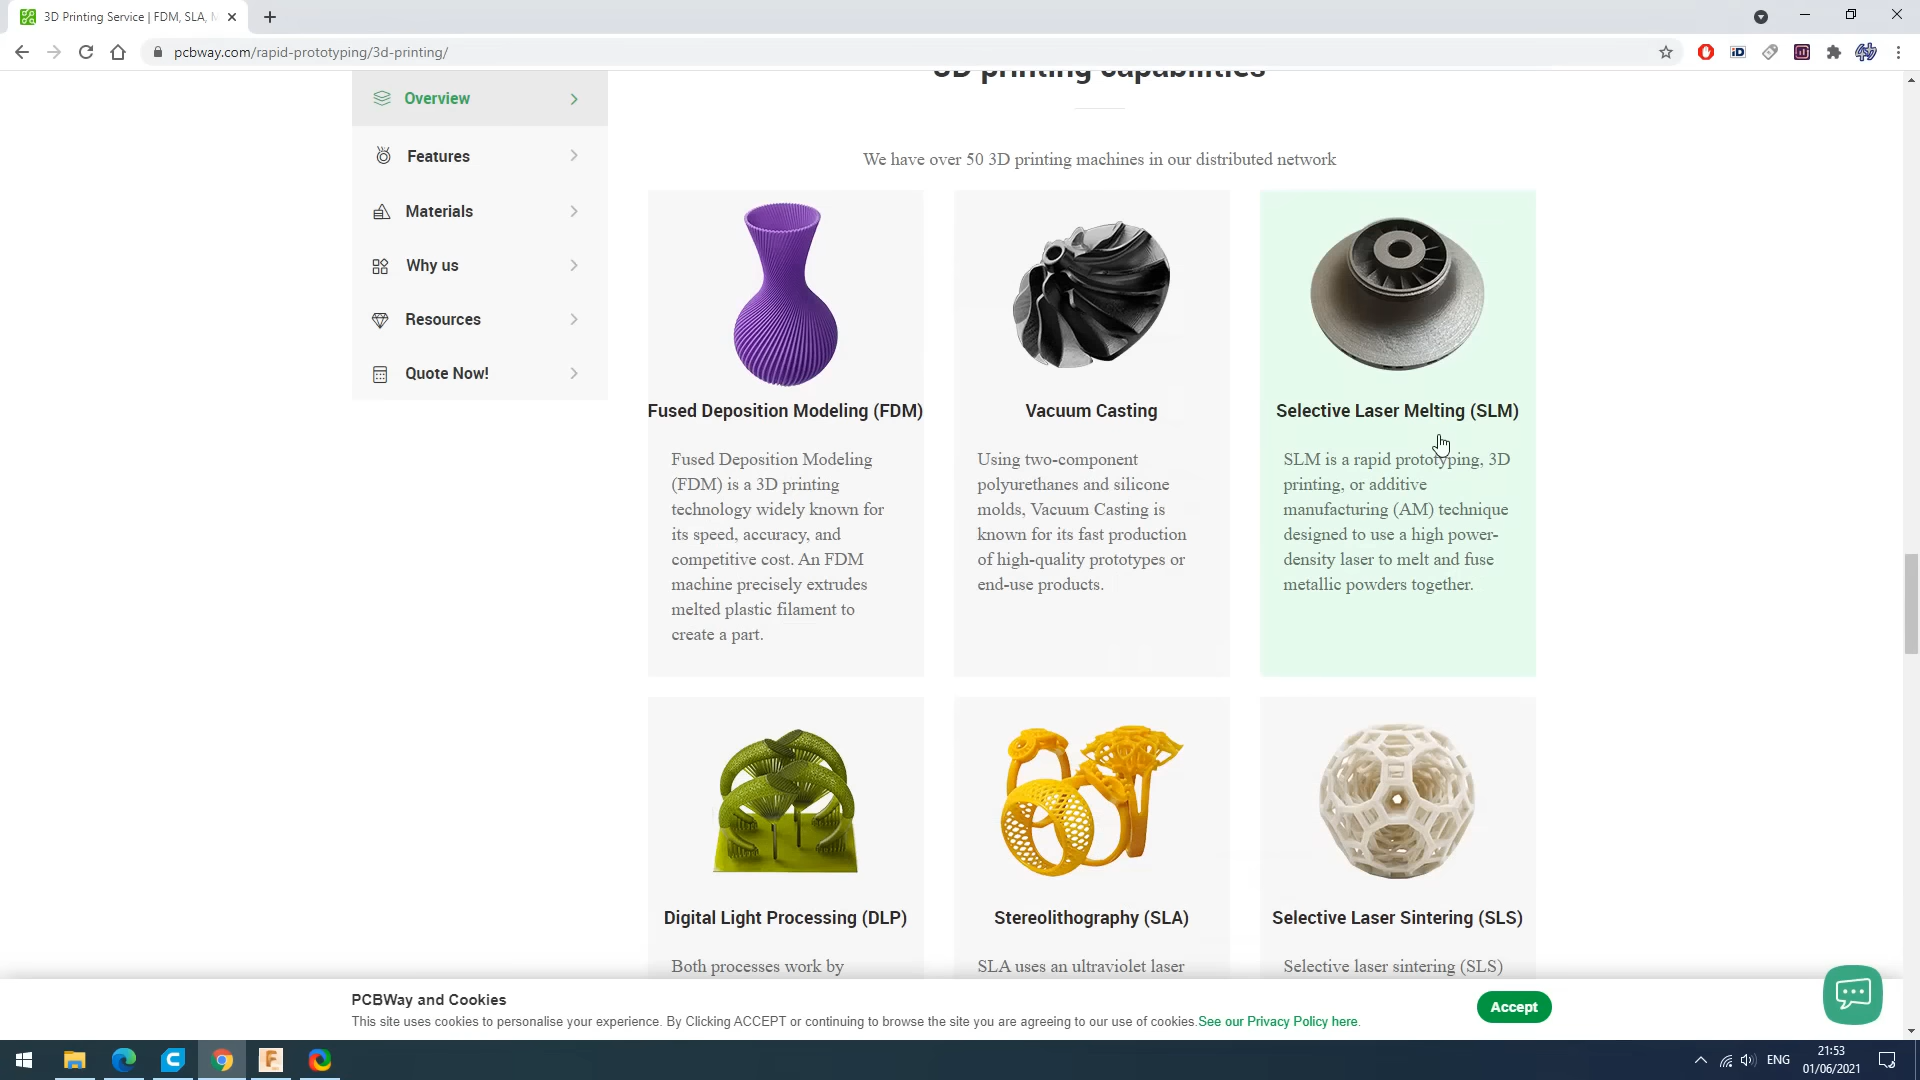 3D Printing Service | FDM, SLA, M
pcbway.com/rapid-prototyping/3d-printing/
Overview
Features
Materials
Why us
Resources
Quote Now!
3D printing capabilities
We have over 50 3D printing machines in our distributed network
Fused Deposition Modeling (FDM)
Fused Deposition Modeling
(FDM) is a 3D printing
technology widely known for
its speed, accuracy, and
competitive cost. An FDM
machine precisely extrudes
melted plastic filament to
create a part.
Vacuum Casting
Using two-component
polyurethanes and silicone
molds, Vacuum Casting is
known for its fast production
of high-quality prototypes or
end-use products.
Selective Laser Melting (SLM)
SLM is a rapid prototyping, 3D
printing, or additive
manufacturing (AM) technique
designed to use a high power-
density laser to melt and fuse
metallic powders together.
Digital Light Processing (DLP)
Both processes work by
Stereolithography (SLA)
SLA uses an ultraviolet laser
Selective Laser Sintering (SLS)
Selective laser sintering (SLS)
PCBWay and Cookies
This site uses cookies to personalise your experience. By Clicking ACCEPT or continuing to browse the site you are agreeing to our use of cookies.See our Privacy Policy here.
Accept
ENG
21:53
01/06/2021